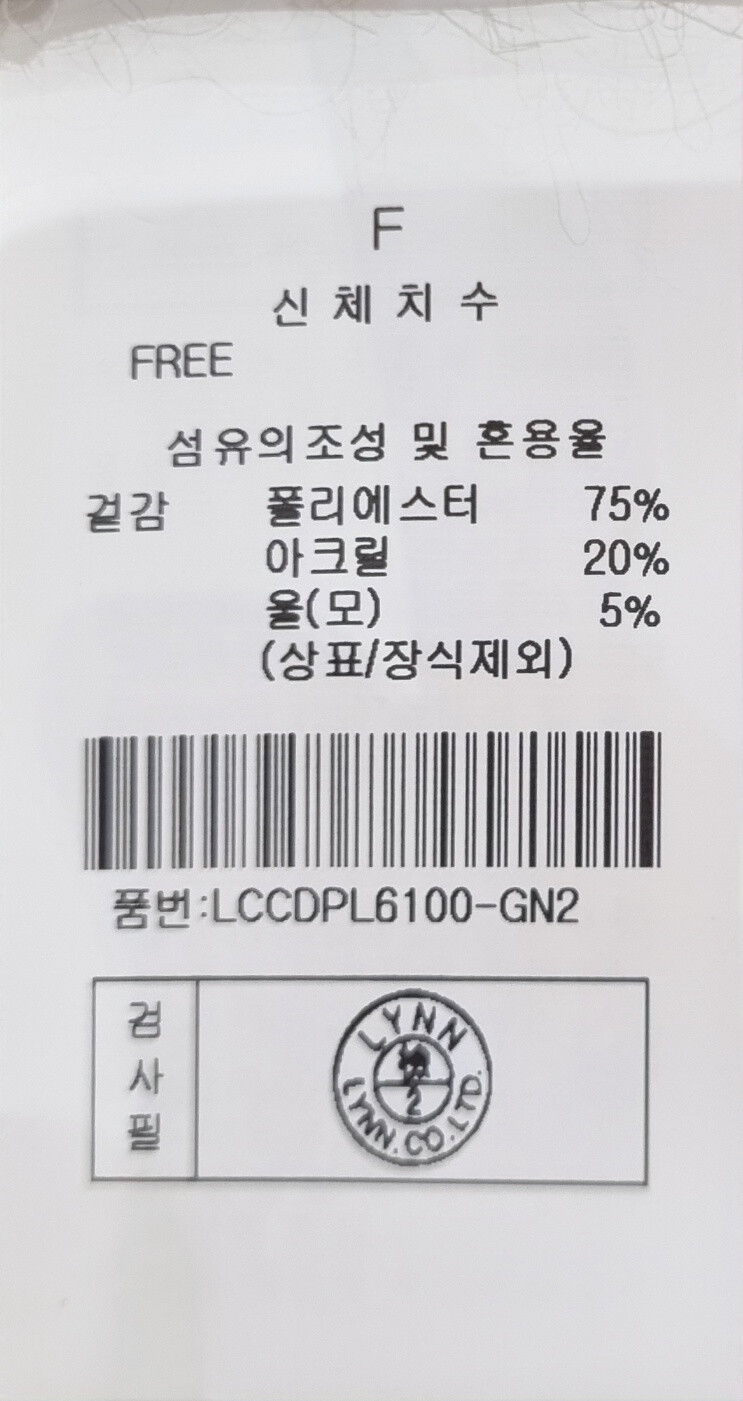 F
신체치수
FREE
섬유의조성 및 혼용율
겉감 폴리에스터 75%
아크릴 20%
울(모) 5%
(상표/장식제외)
품번:LCCDPL6100-GN2
검사필
LYNN
2
LYNN.CO.LTD.